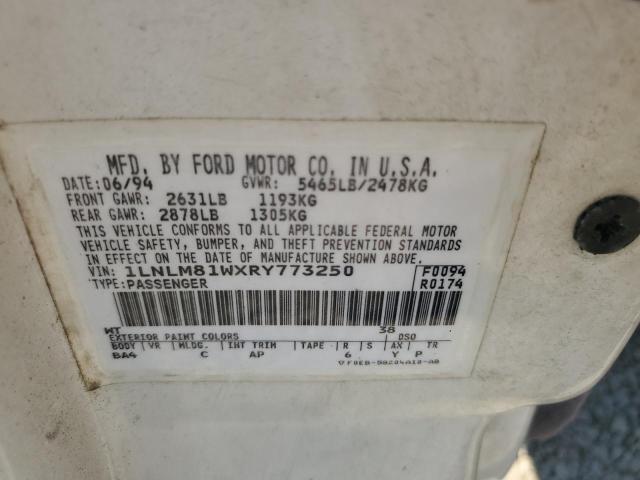 MFD. BY FORD MOTOR CO. IN U.S.A.
DATE: 06/94 GVWR: 5465LB/2478KG
FRONT GAWR: 2631LB 1193KG
REAR GAWR: 2878LB 1305KG
THIS VEHICLE CONFORMS TO ALL APPLICABLE FEDERAL MOTOR
VEHICLE SAFETY, BUMPER, AND THEFT PREVENTION STANDARDS
IN EFFECT ON THE DATE OF MANUFACTURE SHOWN ABOVE.
VIN: 1LNLM81WXRY773250 F0094
TYPE: PASSENGER R0174
WT 38
EXTERIOR PAINT COLORS DSO
BODY VR MLDG. INT TRIM TAPE R S AX TR
BA4 C AP 6 Y P